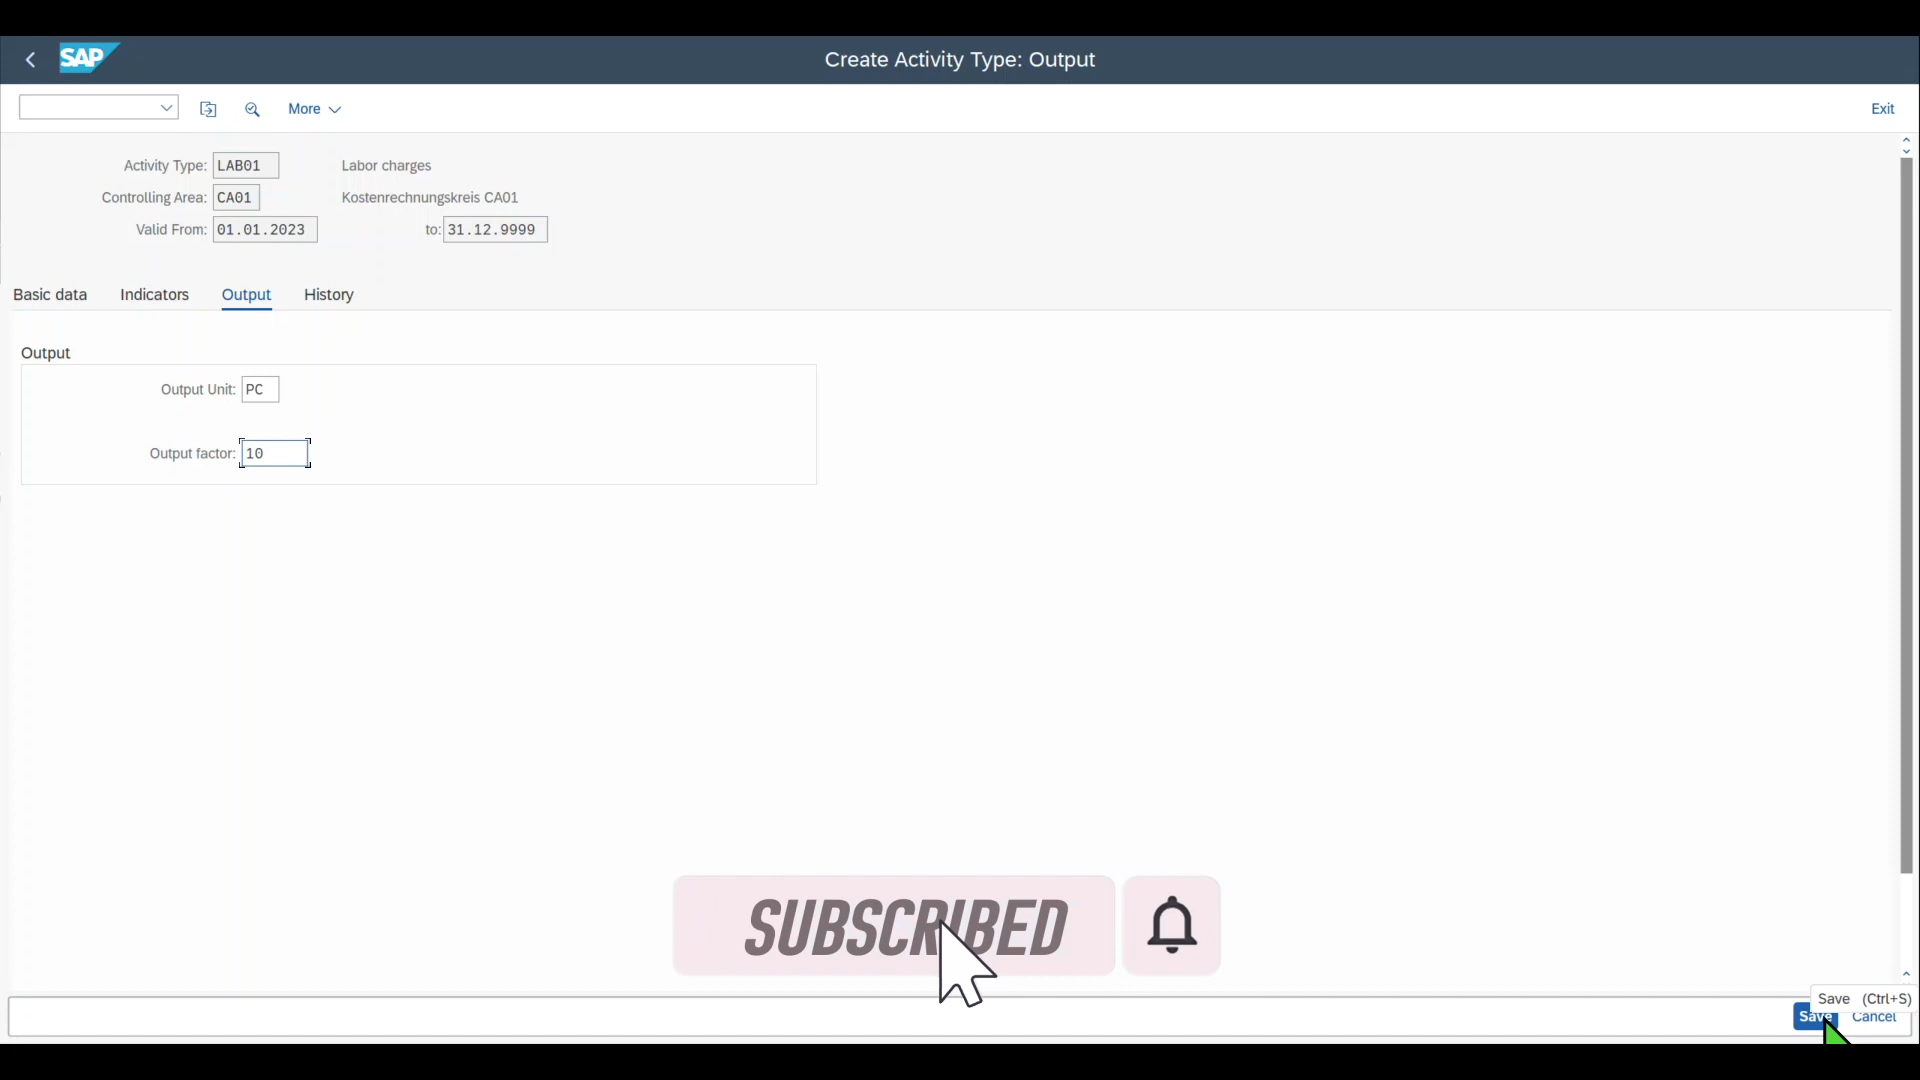 SAP
Create Activity Type: Output
More
Exit
Activity Type: LAB01 Labor charges
Controlling Area: CA01 Kostenrechnungskreis CA01
Valid From: 01.01.2023 to: 31.12.9999
Basic data Indicators Output History
Output
Output Unit: PC
Output factor: 10
SUBSCRIBED
Save (Ctrl+S)
Save Cancel